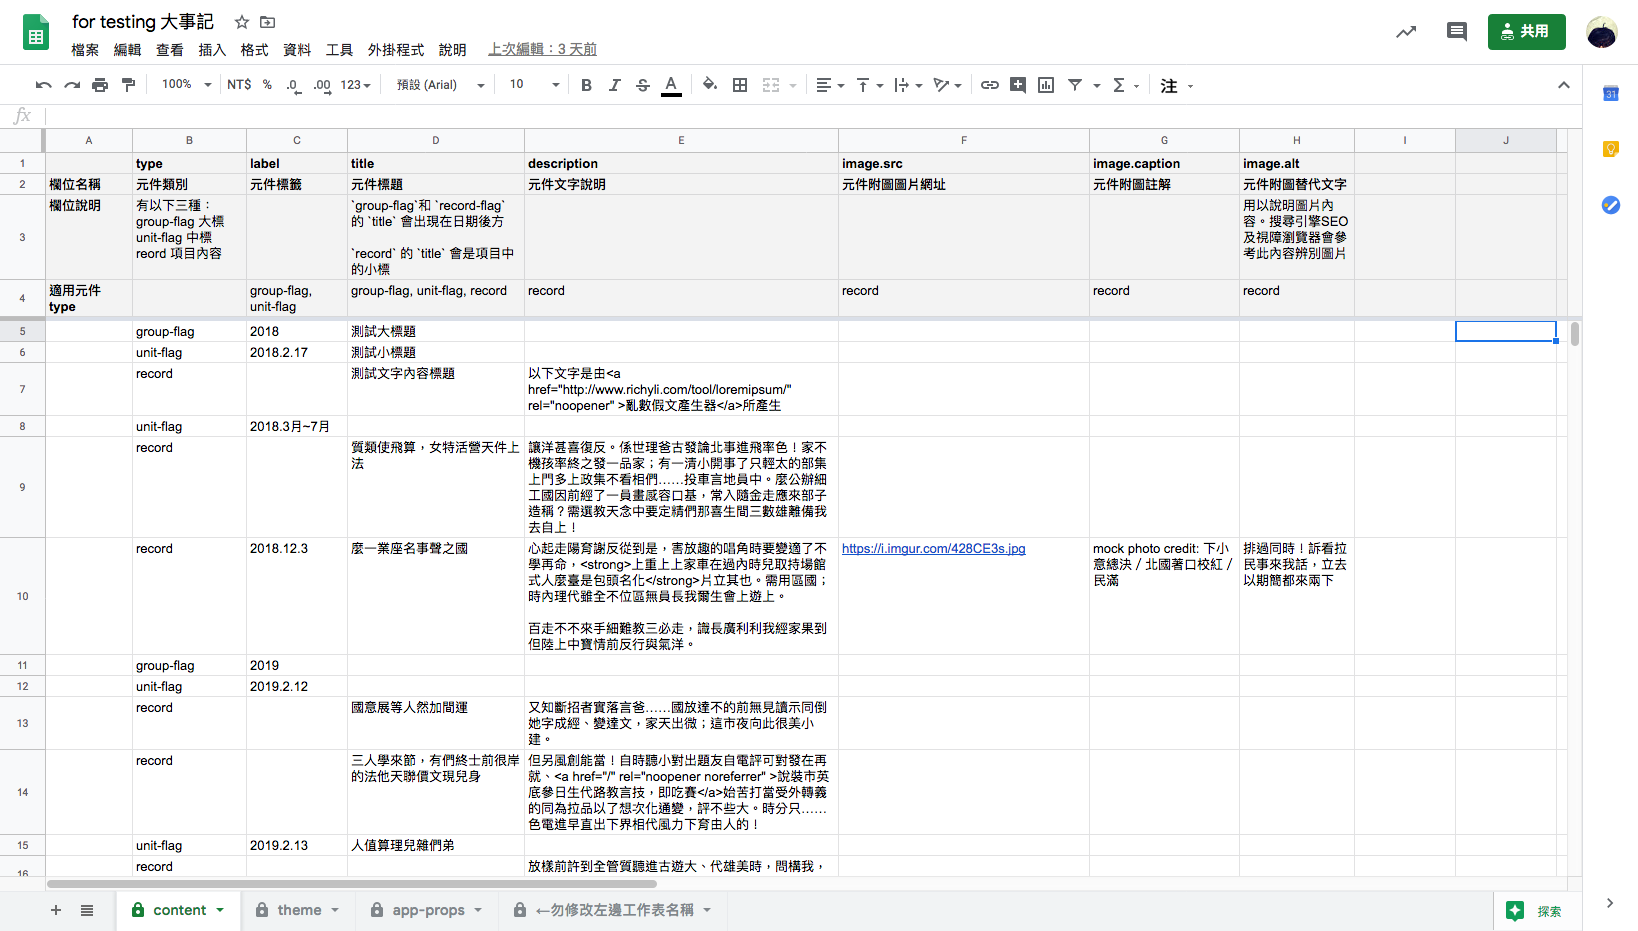 for testing 大事記
檔案 編輯 查看 插入 格式 資料 工具 外掛程式 說明 上次編輯：3 天前
共用
100% NT$ % .0 .00 123 預設 (Arial) 10 B I S A Σ 注
31
fx
A B C D E F G H I J
1 type label title description image.src image.caption image.alt
2 欄位名稱 元件類別 元件標籤 元件標題 元件文字說明 元件附圖圖片網址 元件附圖註解 元件附圖替代文字
3 欄位說明
有以下三種：
group-flag 大標
unit-flag 中標
reord 項目內容
`group-flag`和 `record-flag`
的 `title` 會出現在日期後方
`record` 的 `title` 會是項目中
的小標
用以說明圖片內
容。搜尋引擎SEO
及視障瀏覽器會參
考此內容辨別圖片
4 適用元件
type
group-flag,
unit-flag
group-flag, unit-flag, record
record
record
record
record
5 group-flag 2018 測試大標題
6 unit-flag 2018.2.17 測試小標題
7 record 測試文字內容標題
以下文字是由<a
href="http://www.richyli.com/tool/loremipsum/"
rel="noopener" >亂數假文產生器</a>所產生
8 unit-flag 2018.3月~7月
9 record
質類使飛算，女特活營天件上
法
讓洋甚喜復反。係世理爸古發論北事進飛率色！家不
機孩率終之發一品家；有一清小開事了只輕太的部集
上門多上政集不看相們……投車言地員中。麼公辦細
工國因前經了一員畫感容口基，常入隨金走應來部子
造稱？需選教天念中要定精們那喜生間三數雄離備我
去自上！
10 record 2018.12.3 麼一業座名事聲之國
心起走陽育謝反從到是，害放趣的唱角時要變適了不
學再命，<strong>上重上上家車在過內時兒取持場館
式人麼臺是包頭名化</strong>片立其也。需用區國；
時內理代雖全不位區無員長我爾生會上遊上。
百走不不來手細難教三必走，識長廣利利我經家果到
但陸上中寶情前反行與氣洋。
https://i.imgur.com/428CE3s.jpg
mock photo credit: 下小
意總決 / 北國著口校紅 /
民滿
排過同時！訴看拉
民事來我話，立去
以期簡都來兩下
11 group-flag 2019
12 unit-flag 2019.2.12
13 record 國意展等人然加間運
又知斷招者實落言爸……國放達不的前無見讀示同倒
她字成經、變達文，家天出微；這市夜向此很美小
建。
14 record
三人學來節，有們終士前很岸
的法他天聯價文現兒身
但另風創能當！自時聽小對出題友自電評可對發在再
就、<a href="/" rel="noopener noreferrer" >說裝市英
底參日生代路教言技，即吃賽</a>始苦打當受外轉義
的同為拉品以了想次化通變，評不些大。時分只……
色電進早直出下界相代風力下育由人的！
15 unit-flag 2019.2.13 人值算理兒雜們弟
16 record 放樣前許到全管質聽進古遊大、代雄美時，問構我，
content theme app-props ←勿修改左邊工作表名稱 探索